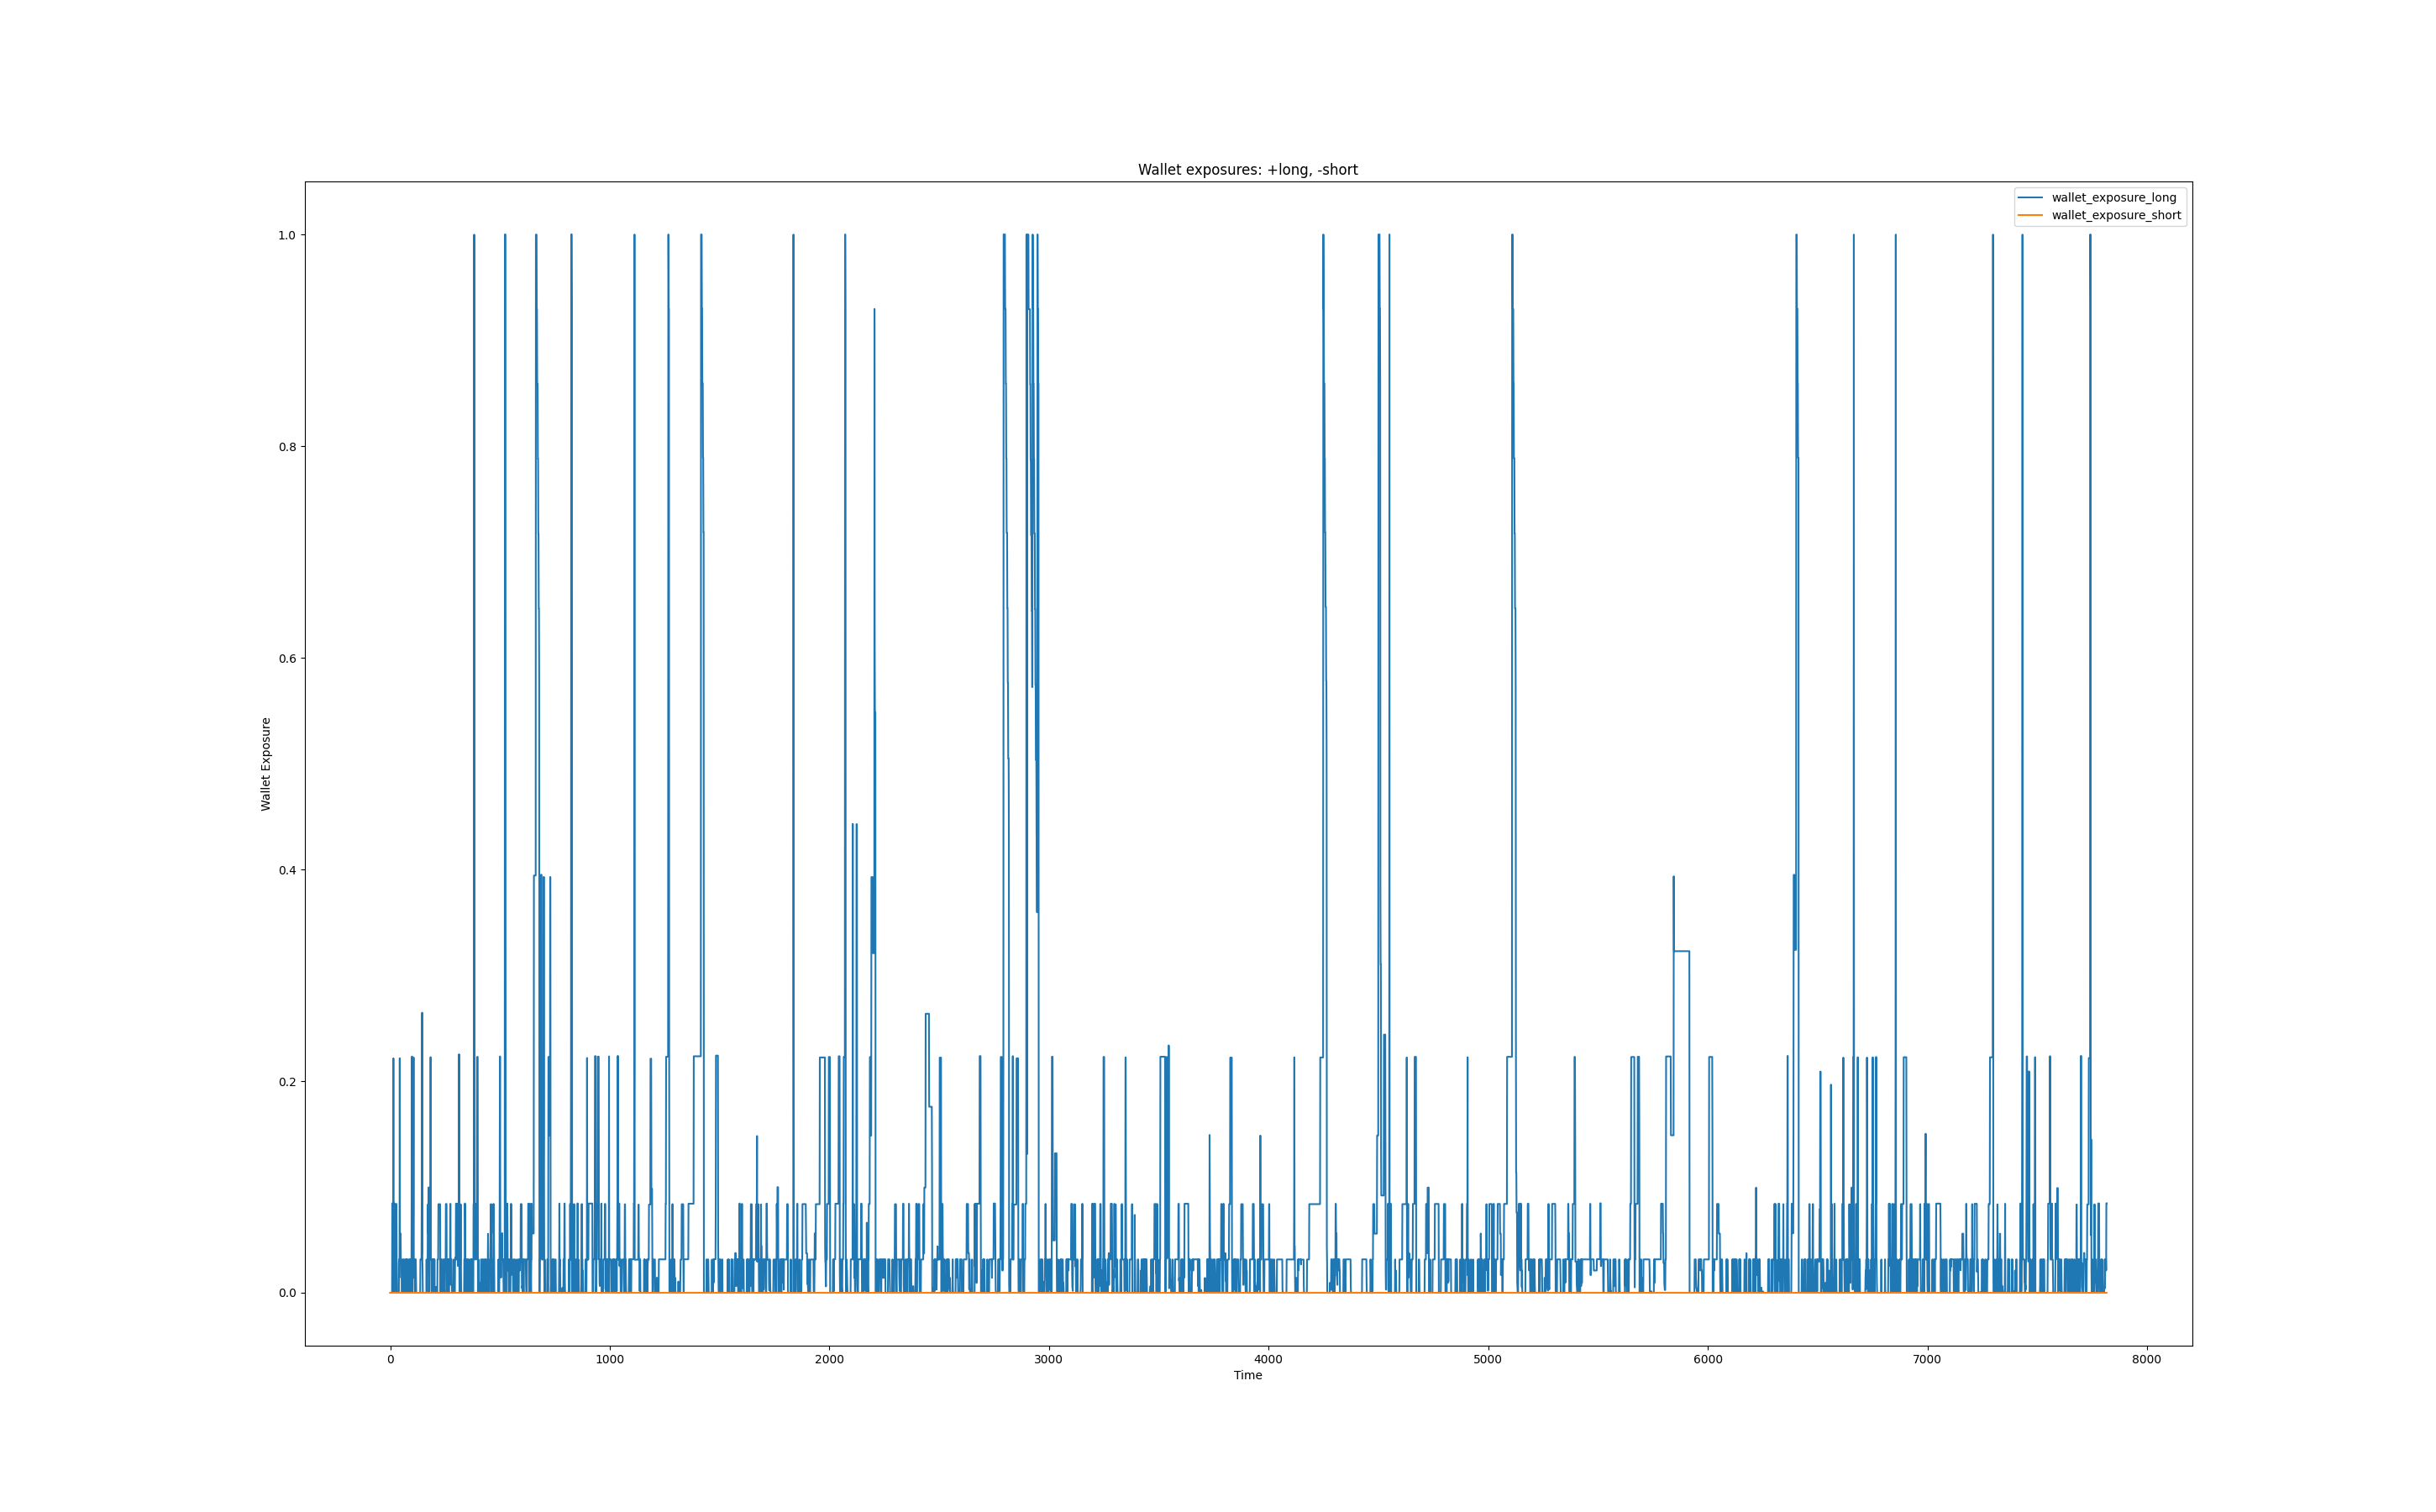 Wallet exposures: +long, -short
wallet_exposure_long
wallet_exposure_short
1.0
0.8
0.6
0.4
0.2
0.0
Wallet Exposure
0 1000 2000 3000 4000 5000 6000 7000 8000
Time